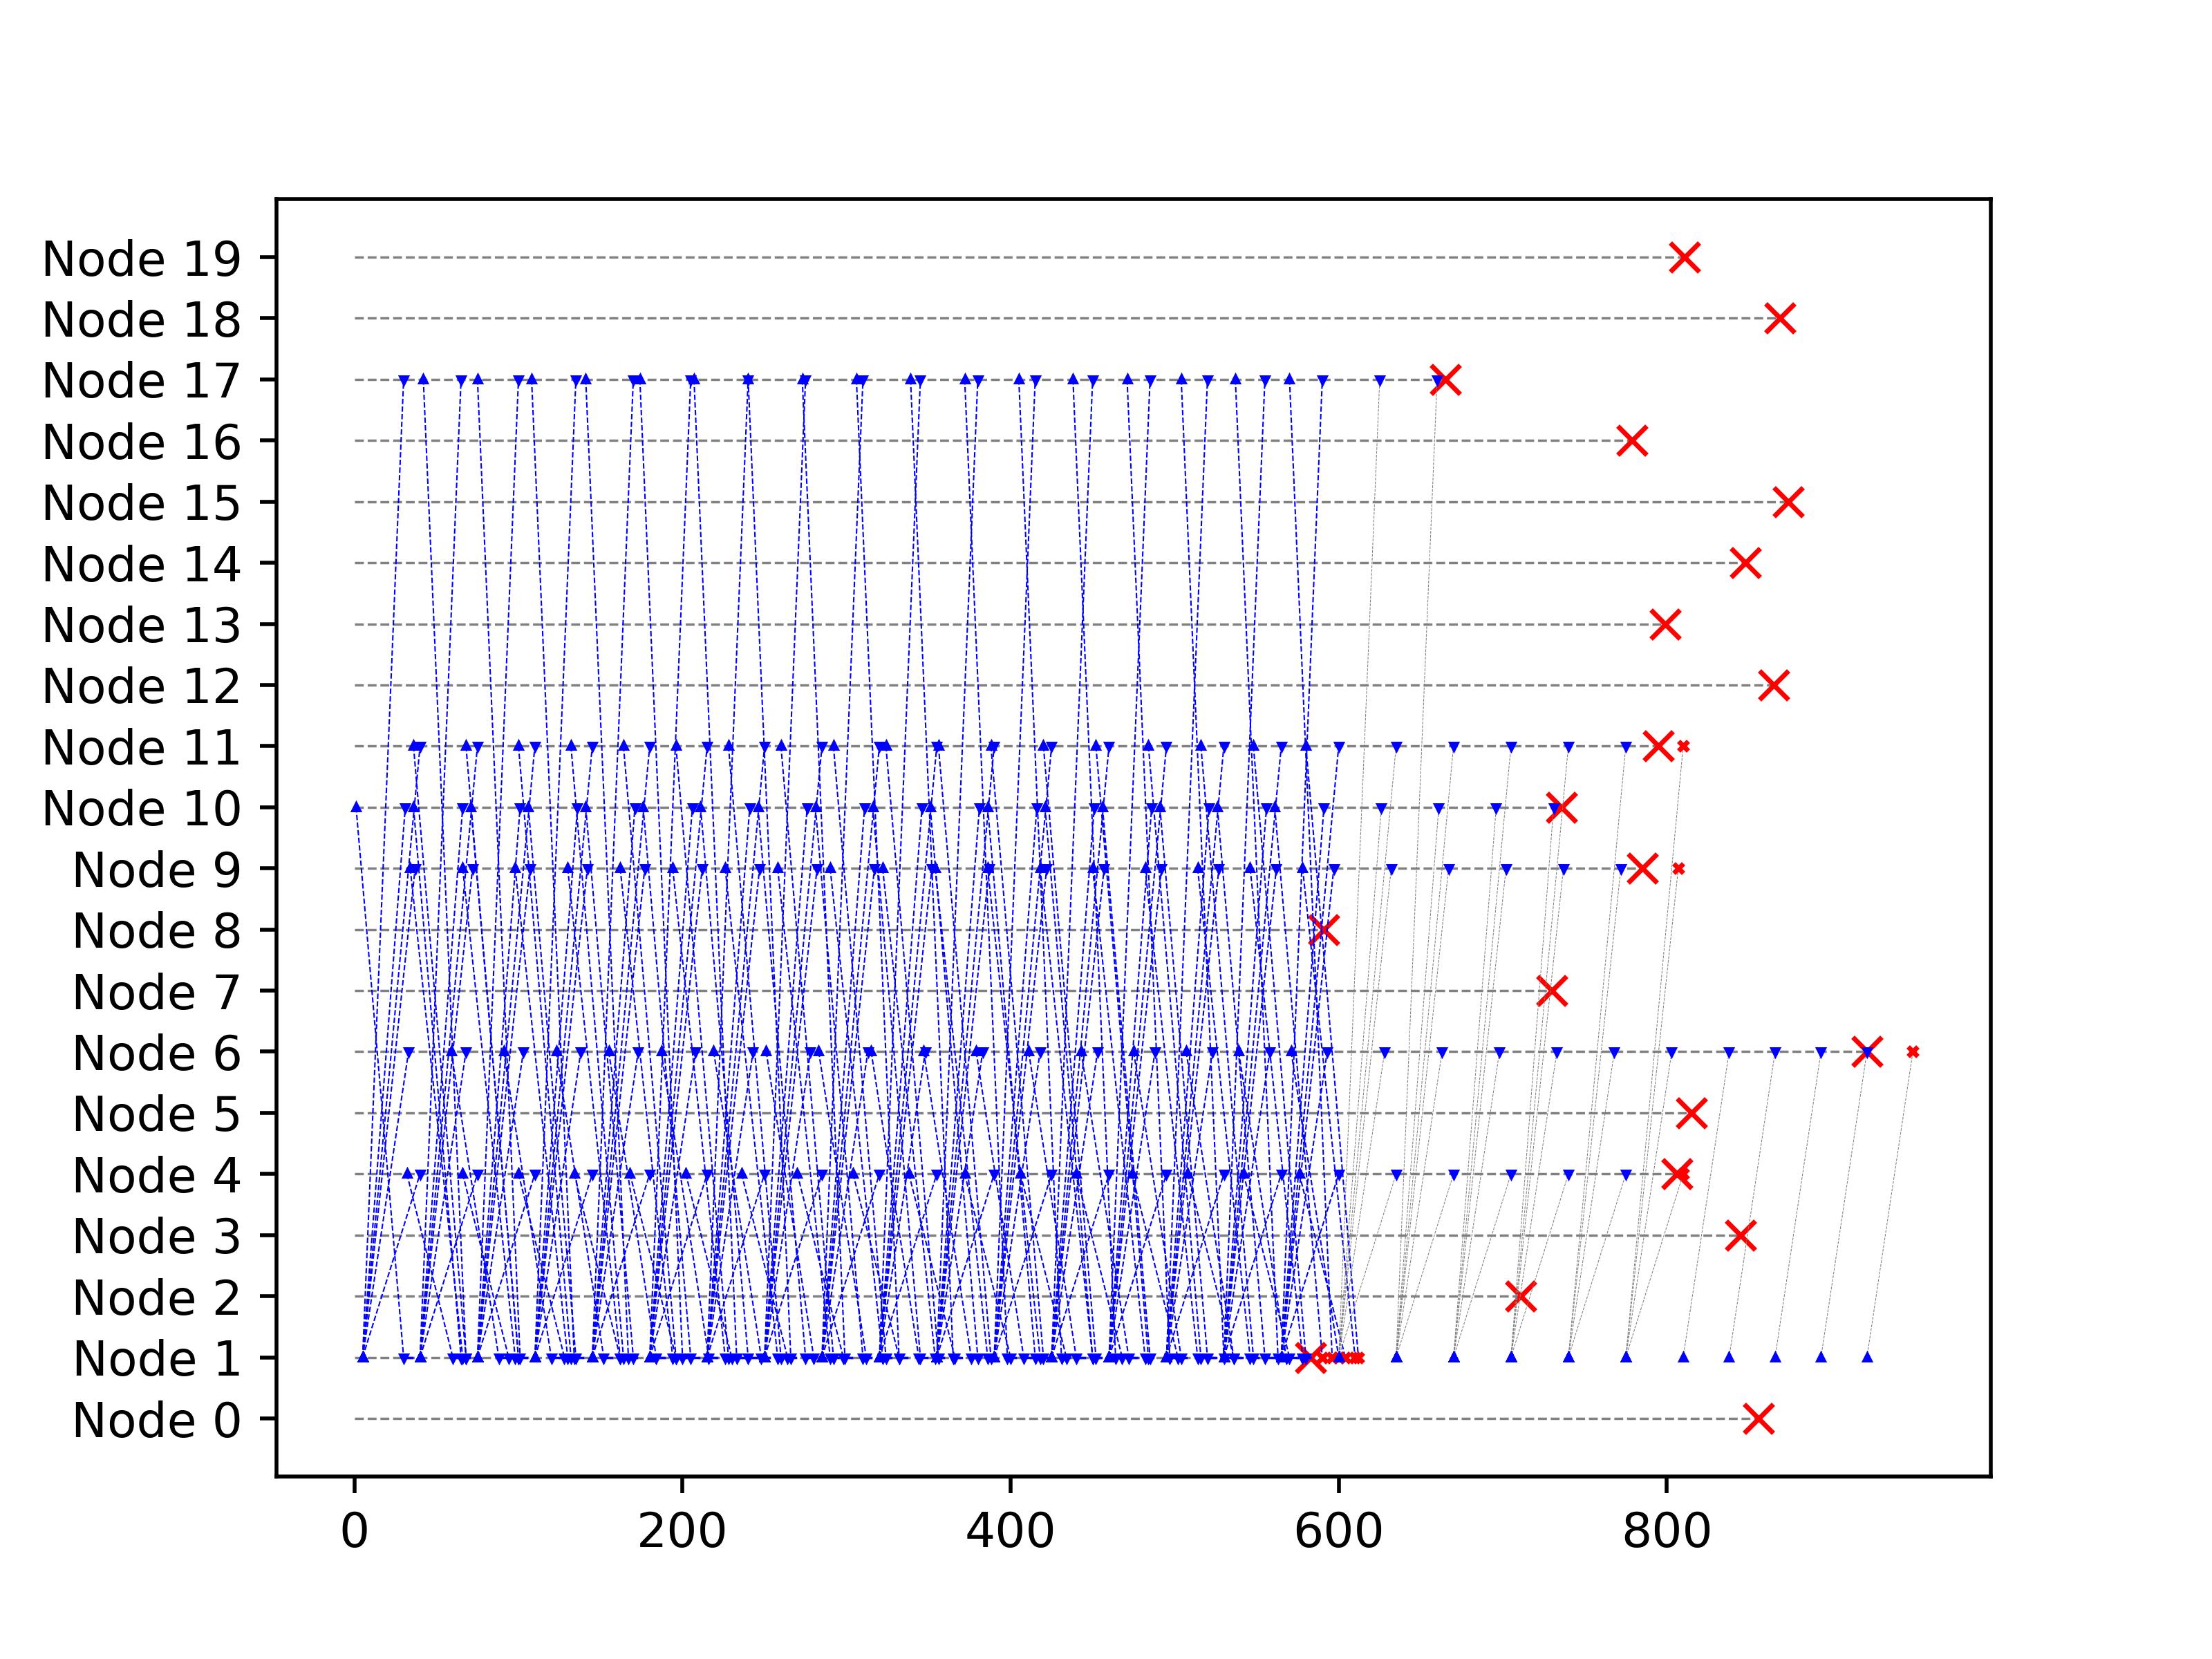 Node 19
Node 18
Node 17
Node 16
Node 15
Node 14
Node 13
Node 12
Node 11
Node 10
Node 9
Node 8
Node 7
Node 6
Node 5
Node 4
Node 3
Node 2
Node 1
Node 0
0 200 400 600 800